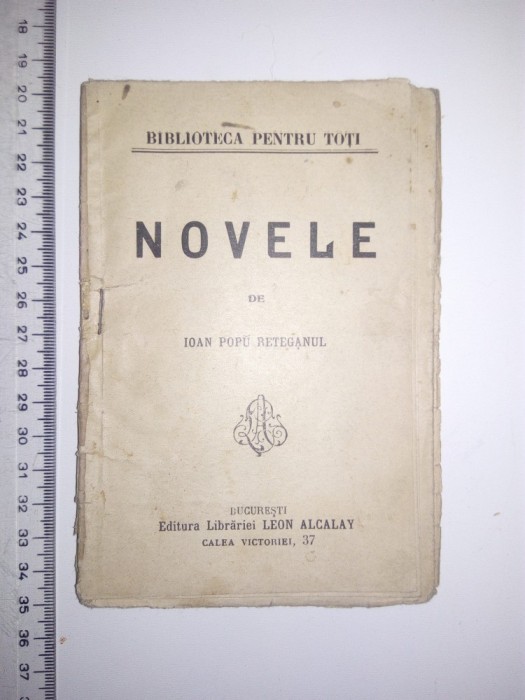 BIBLIOTECA PENTRU TOȚI
NOVELE
DE
IOAN POPU RETEGANUL
BUCUREȘTI
Editura Librăriei LEON ALCALAY
CALEA VICTORIEI, 37
18
19
20
21
22
23
24
25
26
27
28
29
30
31
32
33
34
35
36
37